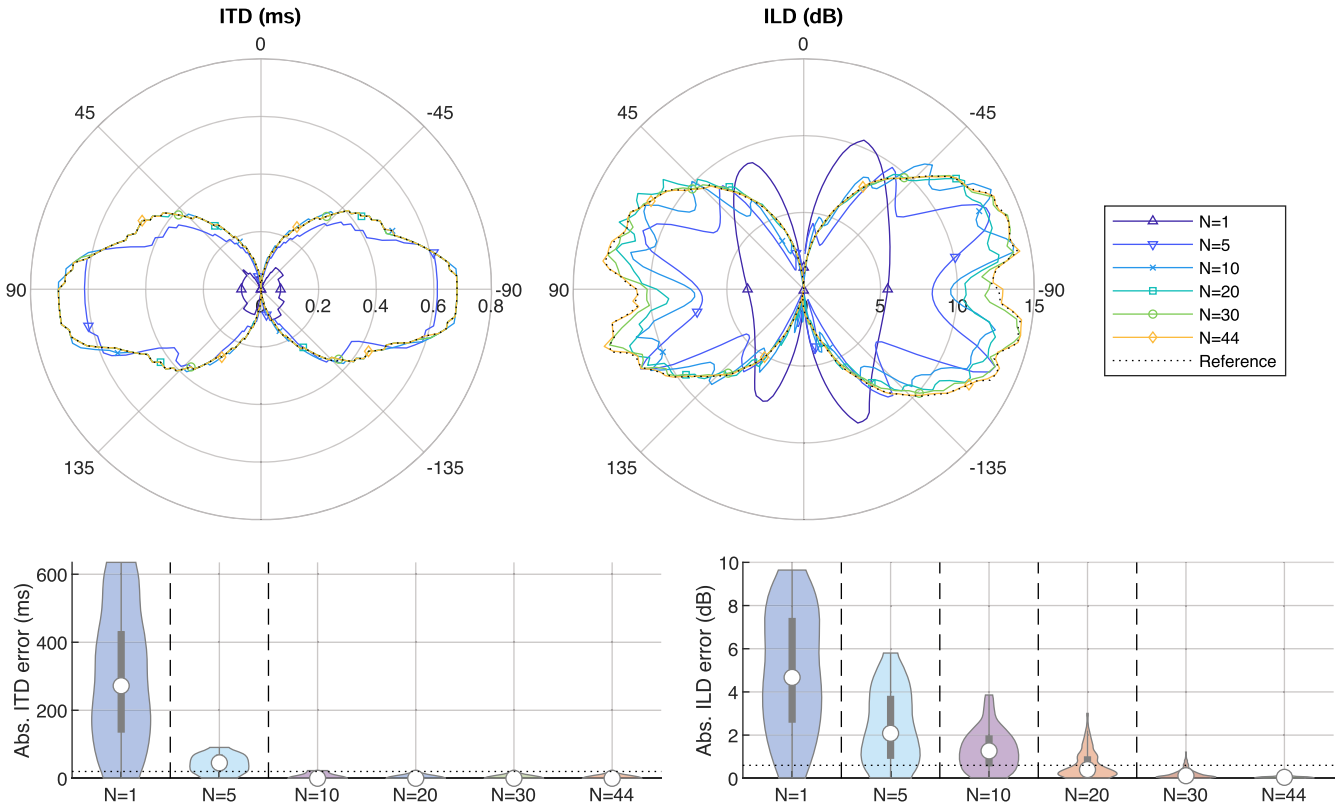 ITD (ms)
ILD (dB)
0
45
-45
90
0
0.2
0.4
0.6
0.8
-90
135
-135
0
45
-45
90
0
5
10
15
-90
135
-135
N=1
N=5
N=10
N=20
N=30
N=44
Reference
Abs. ITD error (ms)
600
400
200
0
N=1 N=5 N=10 N=20 N=30 N=44
Abs. ILD error (dB)
10
8
6
4
2
0
N=1 N=5 N=10 N=20 N=30 N=44